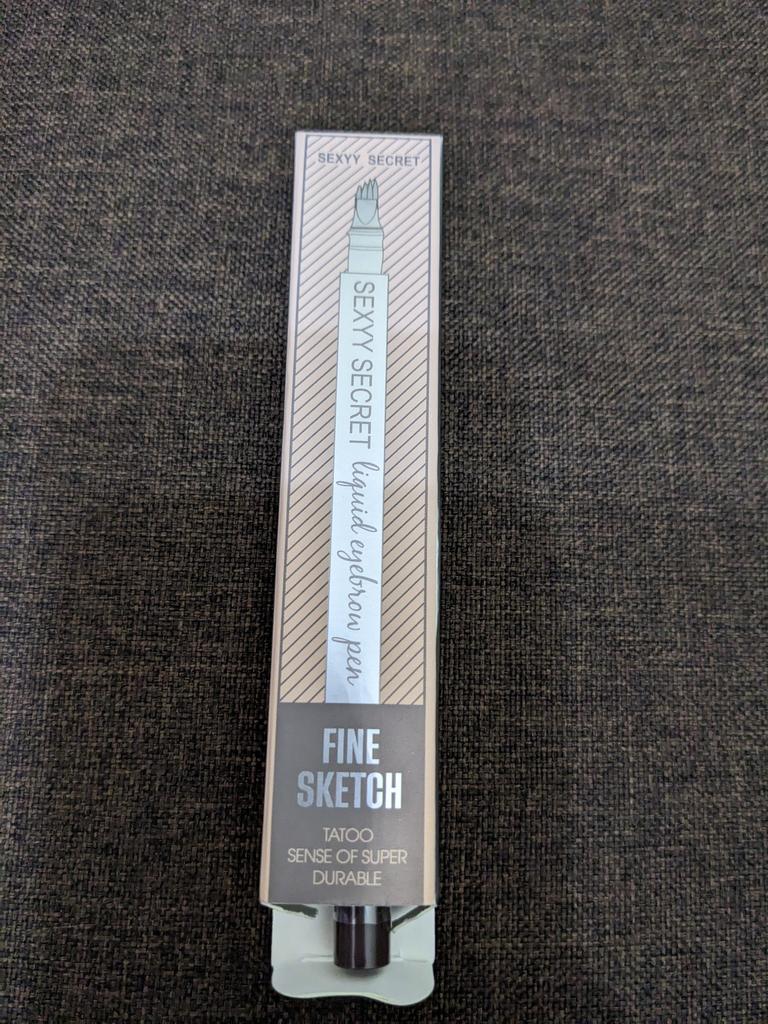 SEXYY SECRET
SEXYY SECRET liquid eyebrow pen
FINE
SKETCH
TATOO
SENSE OF SUPER
DURABLE